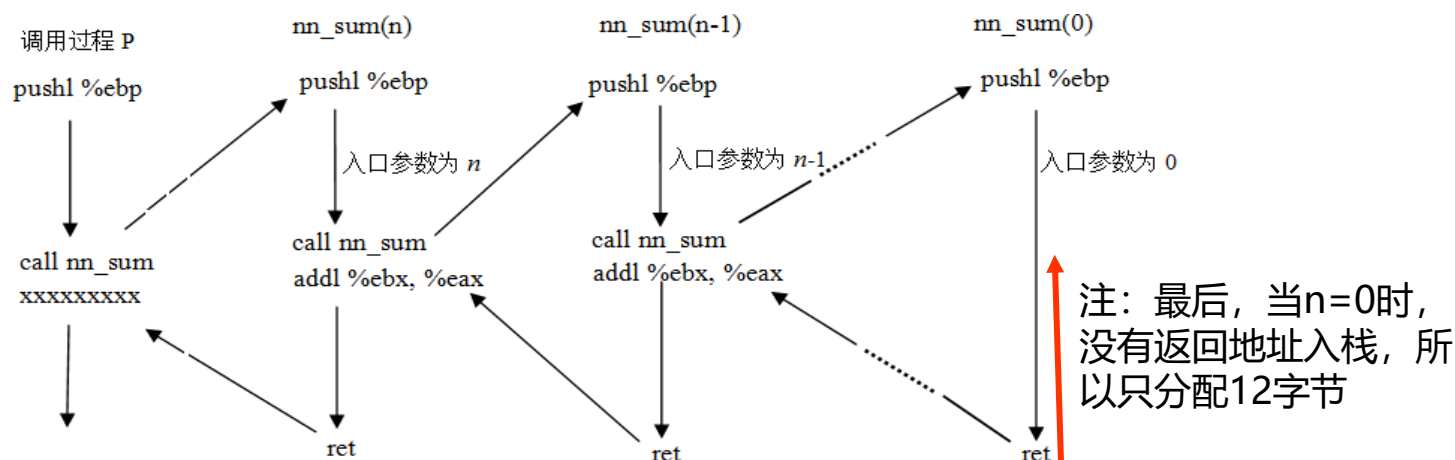 调用过程 P
pushl %ebp
call nn_sum
xxxxxxxxx
nn_sum(n)
pushl %ebp
入口参数为 n
call nn_sum
addl %ebx, %eax
ret
nn_sum(n-1)
pushl %ebp
入口参数为 n-1
call nn_sum
addl %ebx, %eax
ret
nn_sum(0)
pushl %ebp
入口参数为 0
ret
注：最后，当n=0时，
没有返回地址入栈，所
以只分配12字节